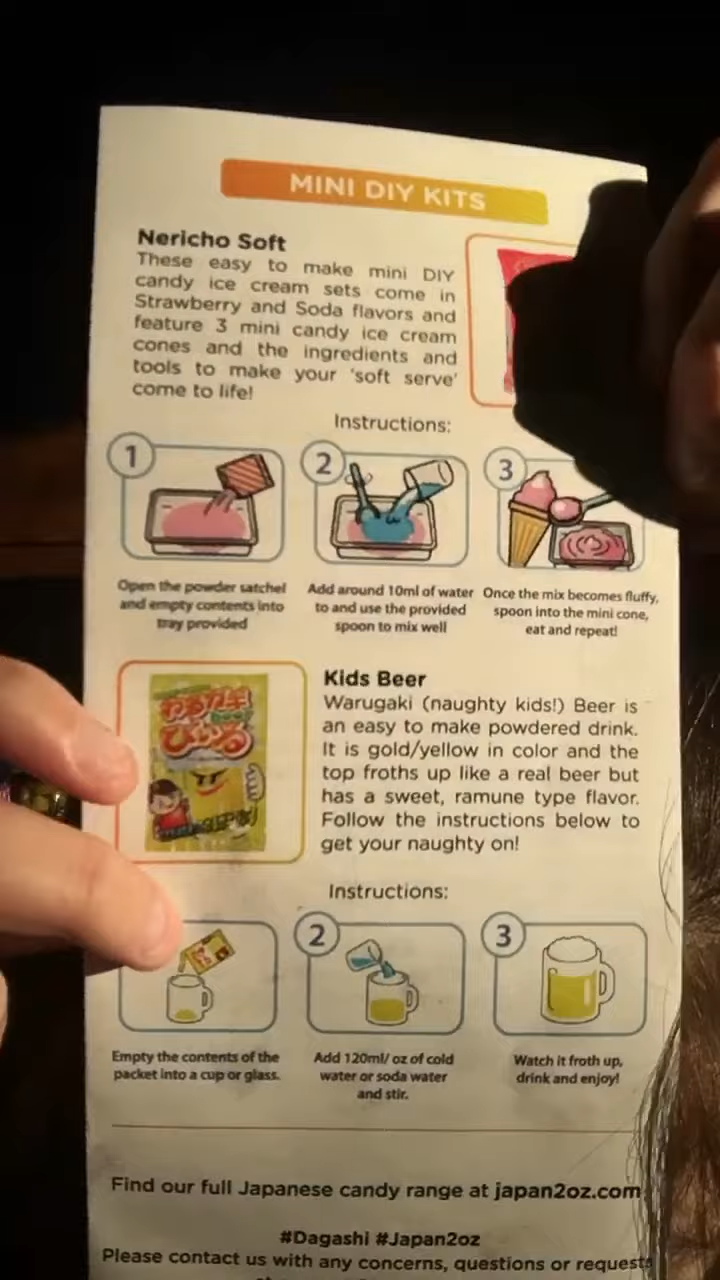 MINI DIY KITS
Nericho Soft
These easy to make mini DIY
candy ice cream sets come in
Strawberry and Soda flavors and
feature 3 mini candy ice cream
cones and the ingredients and
tools to make your 'soft serve'
come to life!
Instructions:
1
2
3
Open the powder satchel
and empty contents into
tray provided
Add around 10ml of water
to and use the provided
spoon to mix well
Once the mix becomes fluffy,
spoon into the mini cone,
eat and repeat!
わるガキ
beer
びぃる
Kids Beer
Warugaki (naughty kids!) Beer is
an easy to make powdered drink.
It is gold/yellow in color and the
top froths up like a real beer but
has a sweet, ramune type flavor.
Follow the instructions below to
get your naughty on!
Instructions:
2
3
Empty the contents of the
packet into a cup or glass.
Add 120ml/ oz of cold
water or soda water
and stir.
Watch it froth up,
drink and enjoy!
Find our full Japanese candy range at japan2oz.com
#Dagashi #Japan2oz
Please contact us with any concerns, questions or requests